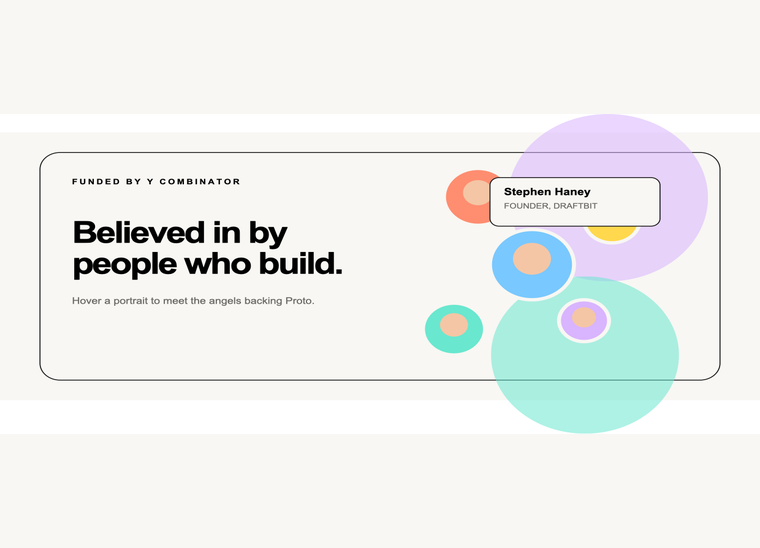 FUNDED BY Y COMBINATOR
Believed in by
people who build.
Hover a portrait to meet the angels backing Proto.
Stephen Haney
FOUNDER, DRAFTBIT